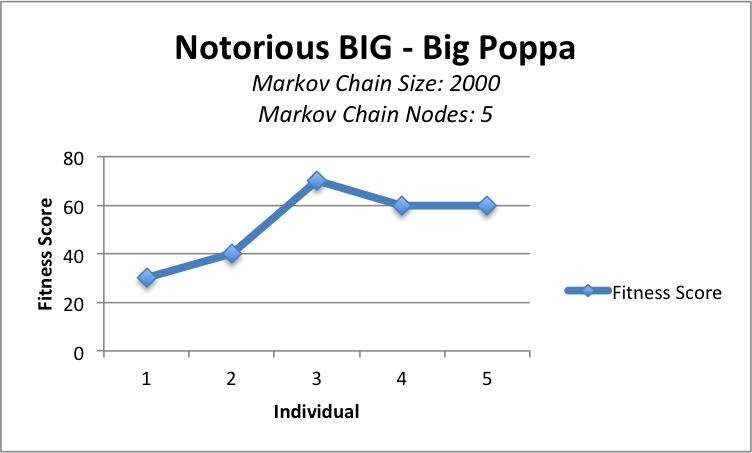 Notorious BIG - Big Poppa
Markov Chain Size: 2000
Markov Chain Nodes: 5
80
60
40
20
0
Fitness Score
1 2 3 4 5
Individual
Fitness Score